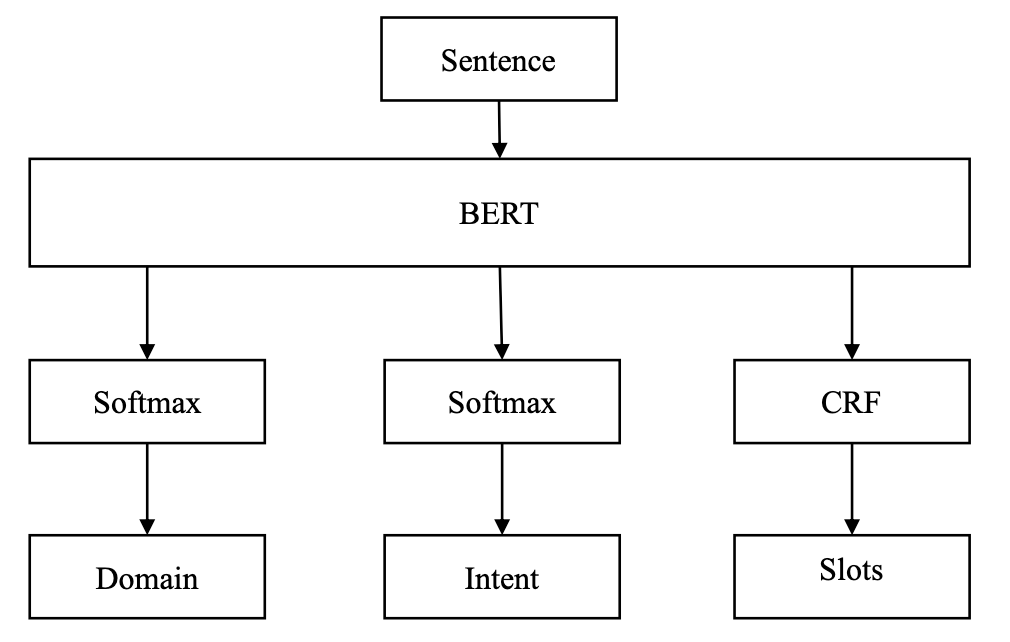 Sentence
BERT
Softmax
Softmax
CRF
Domain
Intent
Slots